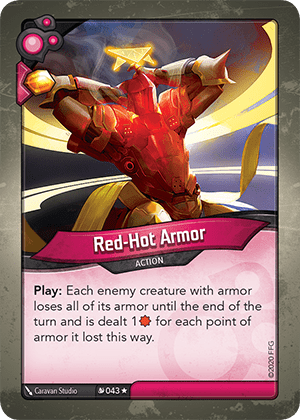 Red-Hot Armor
ACTION
Play: Each enemy creature with armor
loses all of its armor until the end of the
turn and is dealt 1 for each point of
armor it lost this way.
©2020 FFG
Caravan Studio 043